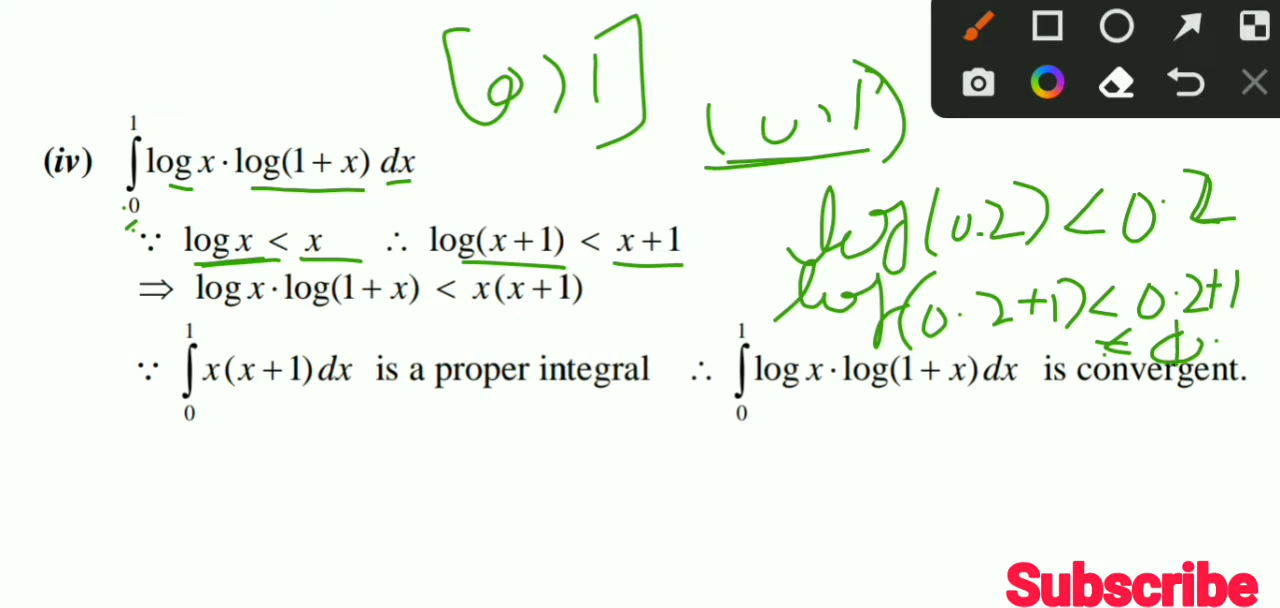 [0,1]
(0,1)
(iv) ∫₀¹ log x · log(1 + x) dx
∵ log x < x ∴ log(x+1) < x+1
⇒ log x · log(1 + x) < x(x+1)
log(0.2) < 0.2
log(0.2+1) < 0.2+1
∵ ∫₀¹ x(x+1) dx is a proper integral ∴ ∫₀¹ log x · log(1 + x) dx is convergent.
Subscribe